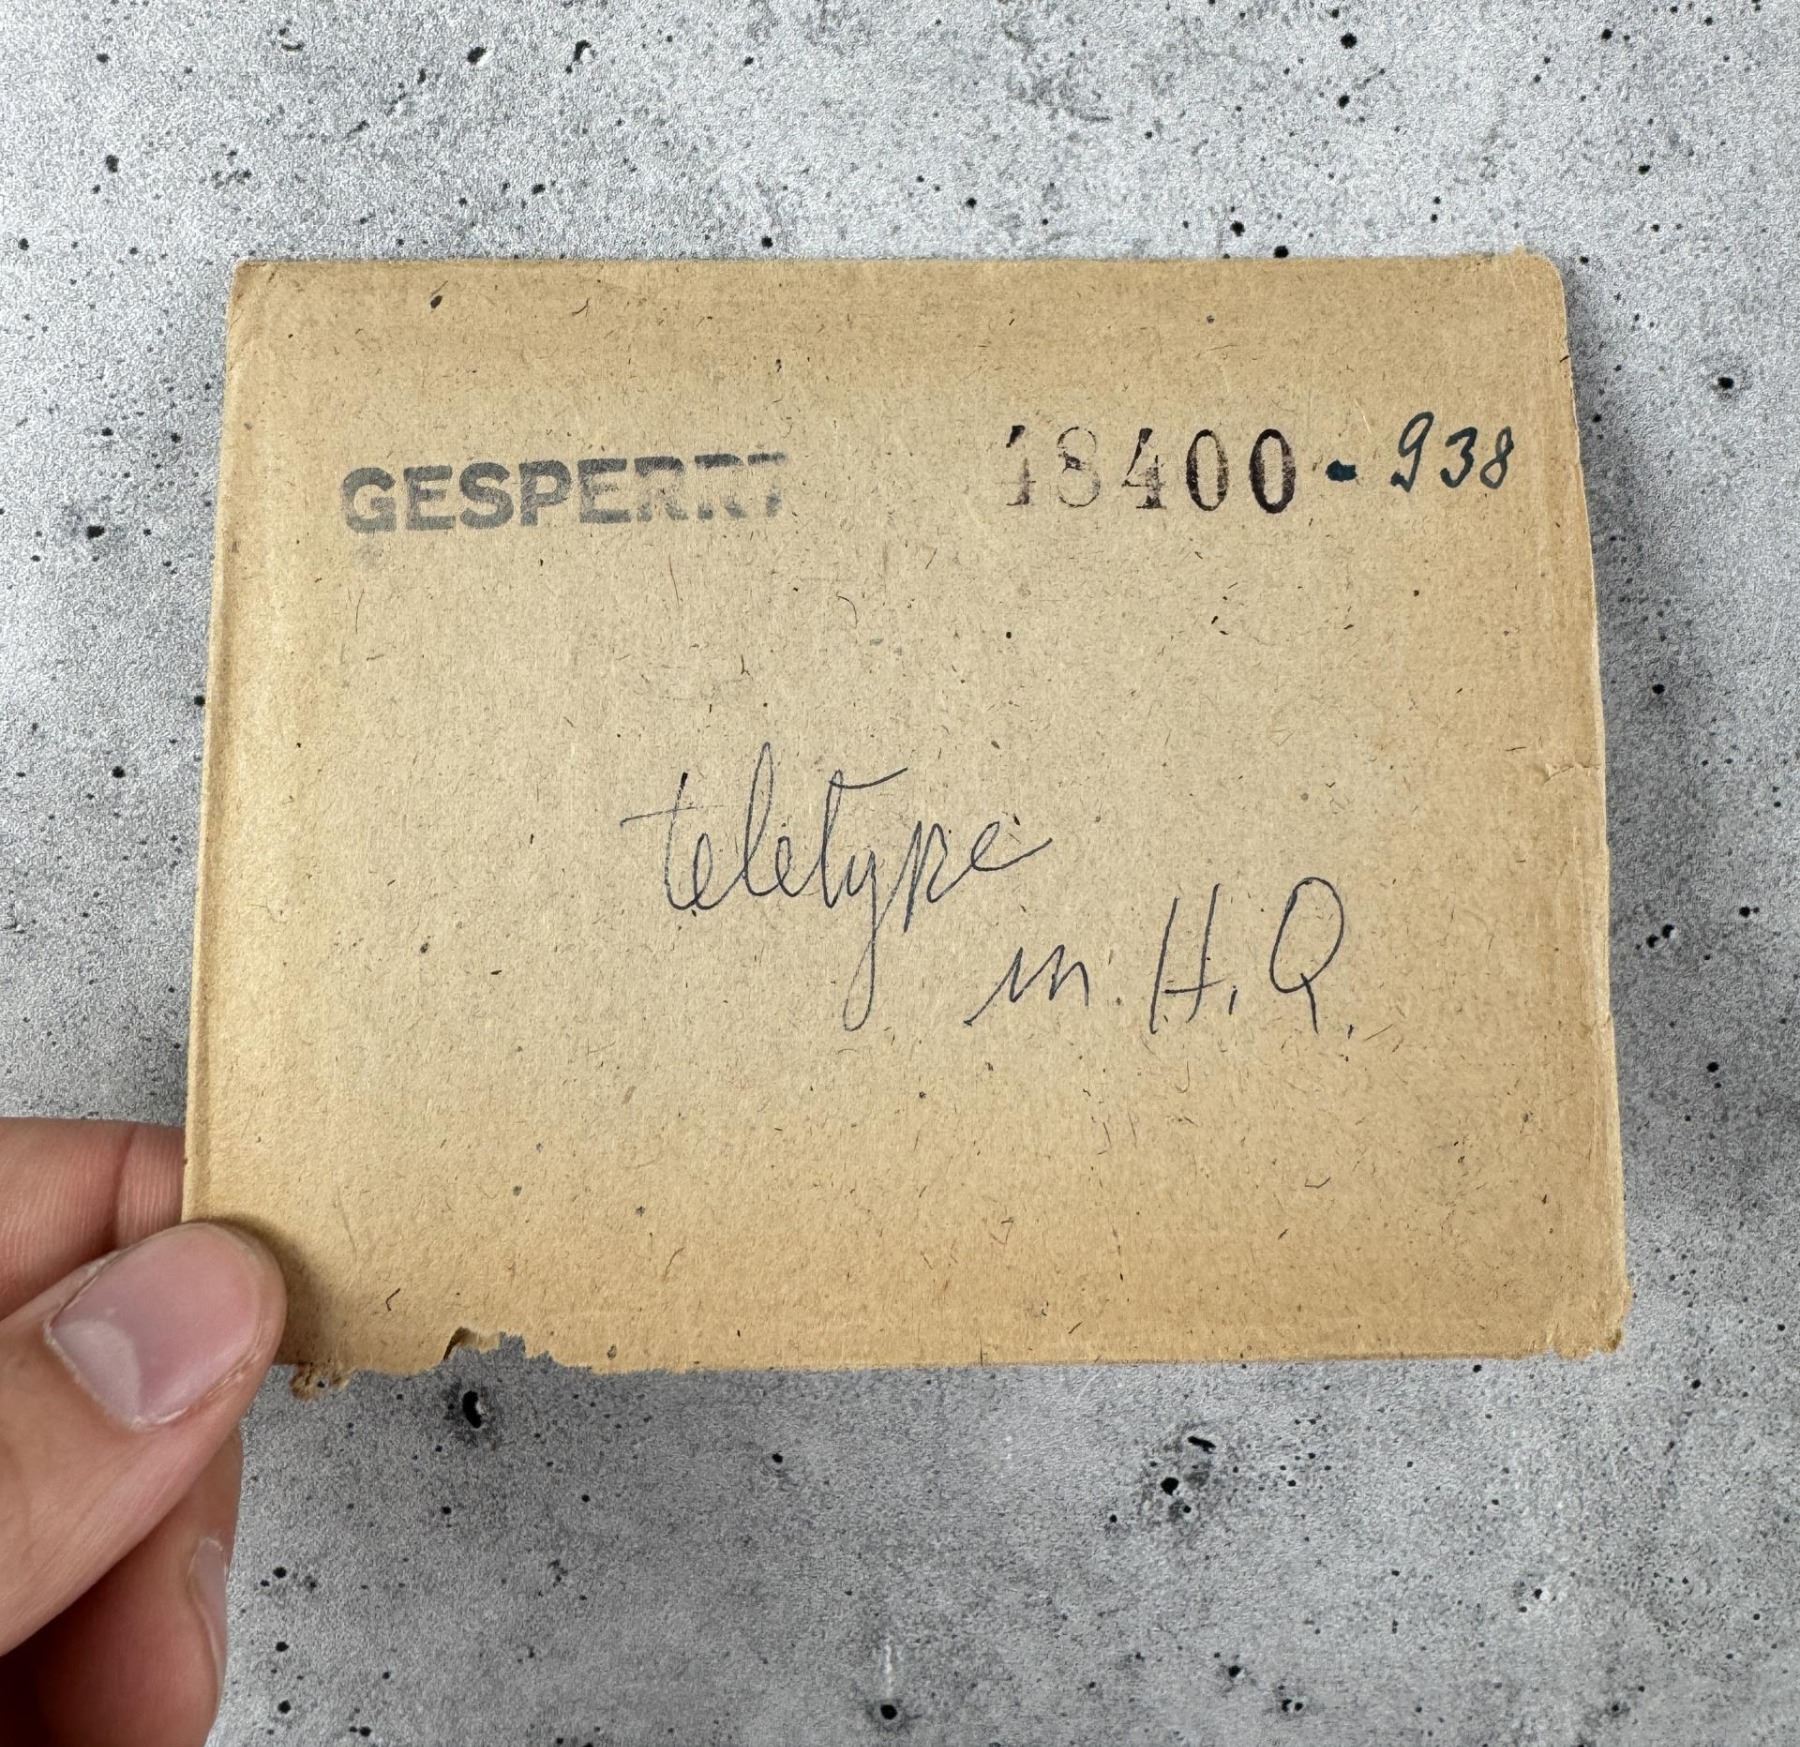 GESPERRT 18400 - 938
teletype
in H.Q.